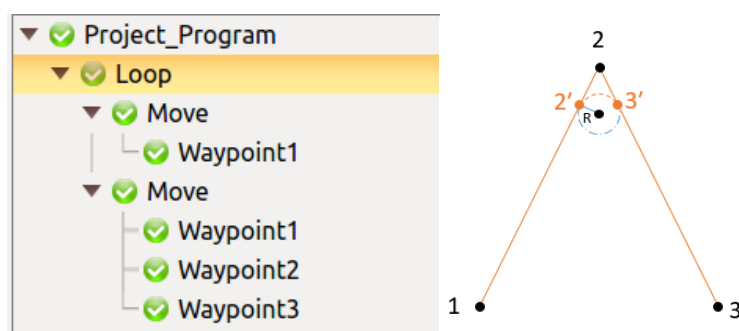 Project_Program
Loop
Move
Waypoint1
Move
Waypoint1
Waypoint2
Waypoint3
2
2′
3′
R
1
3